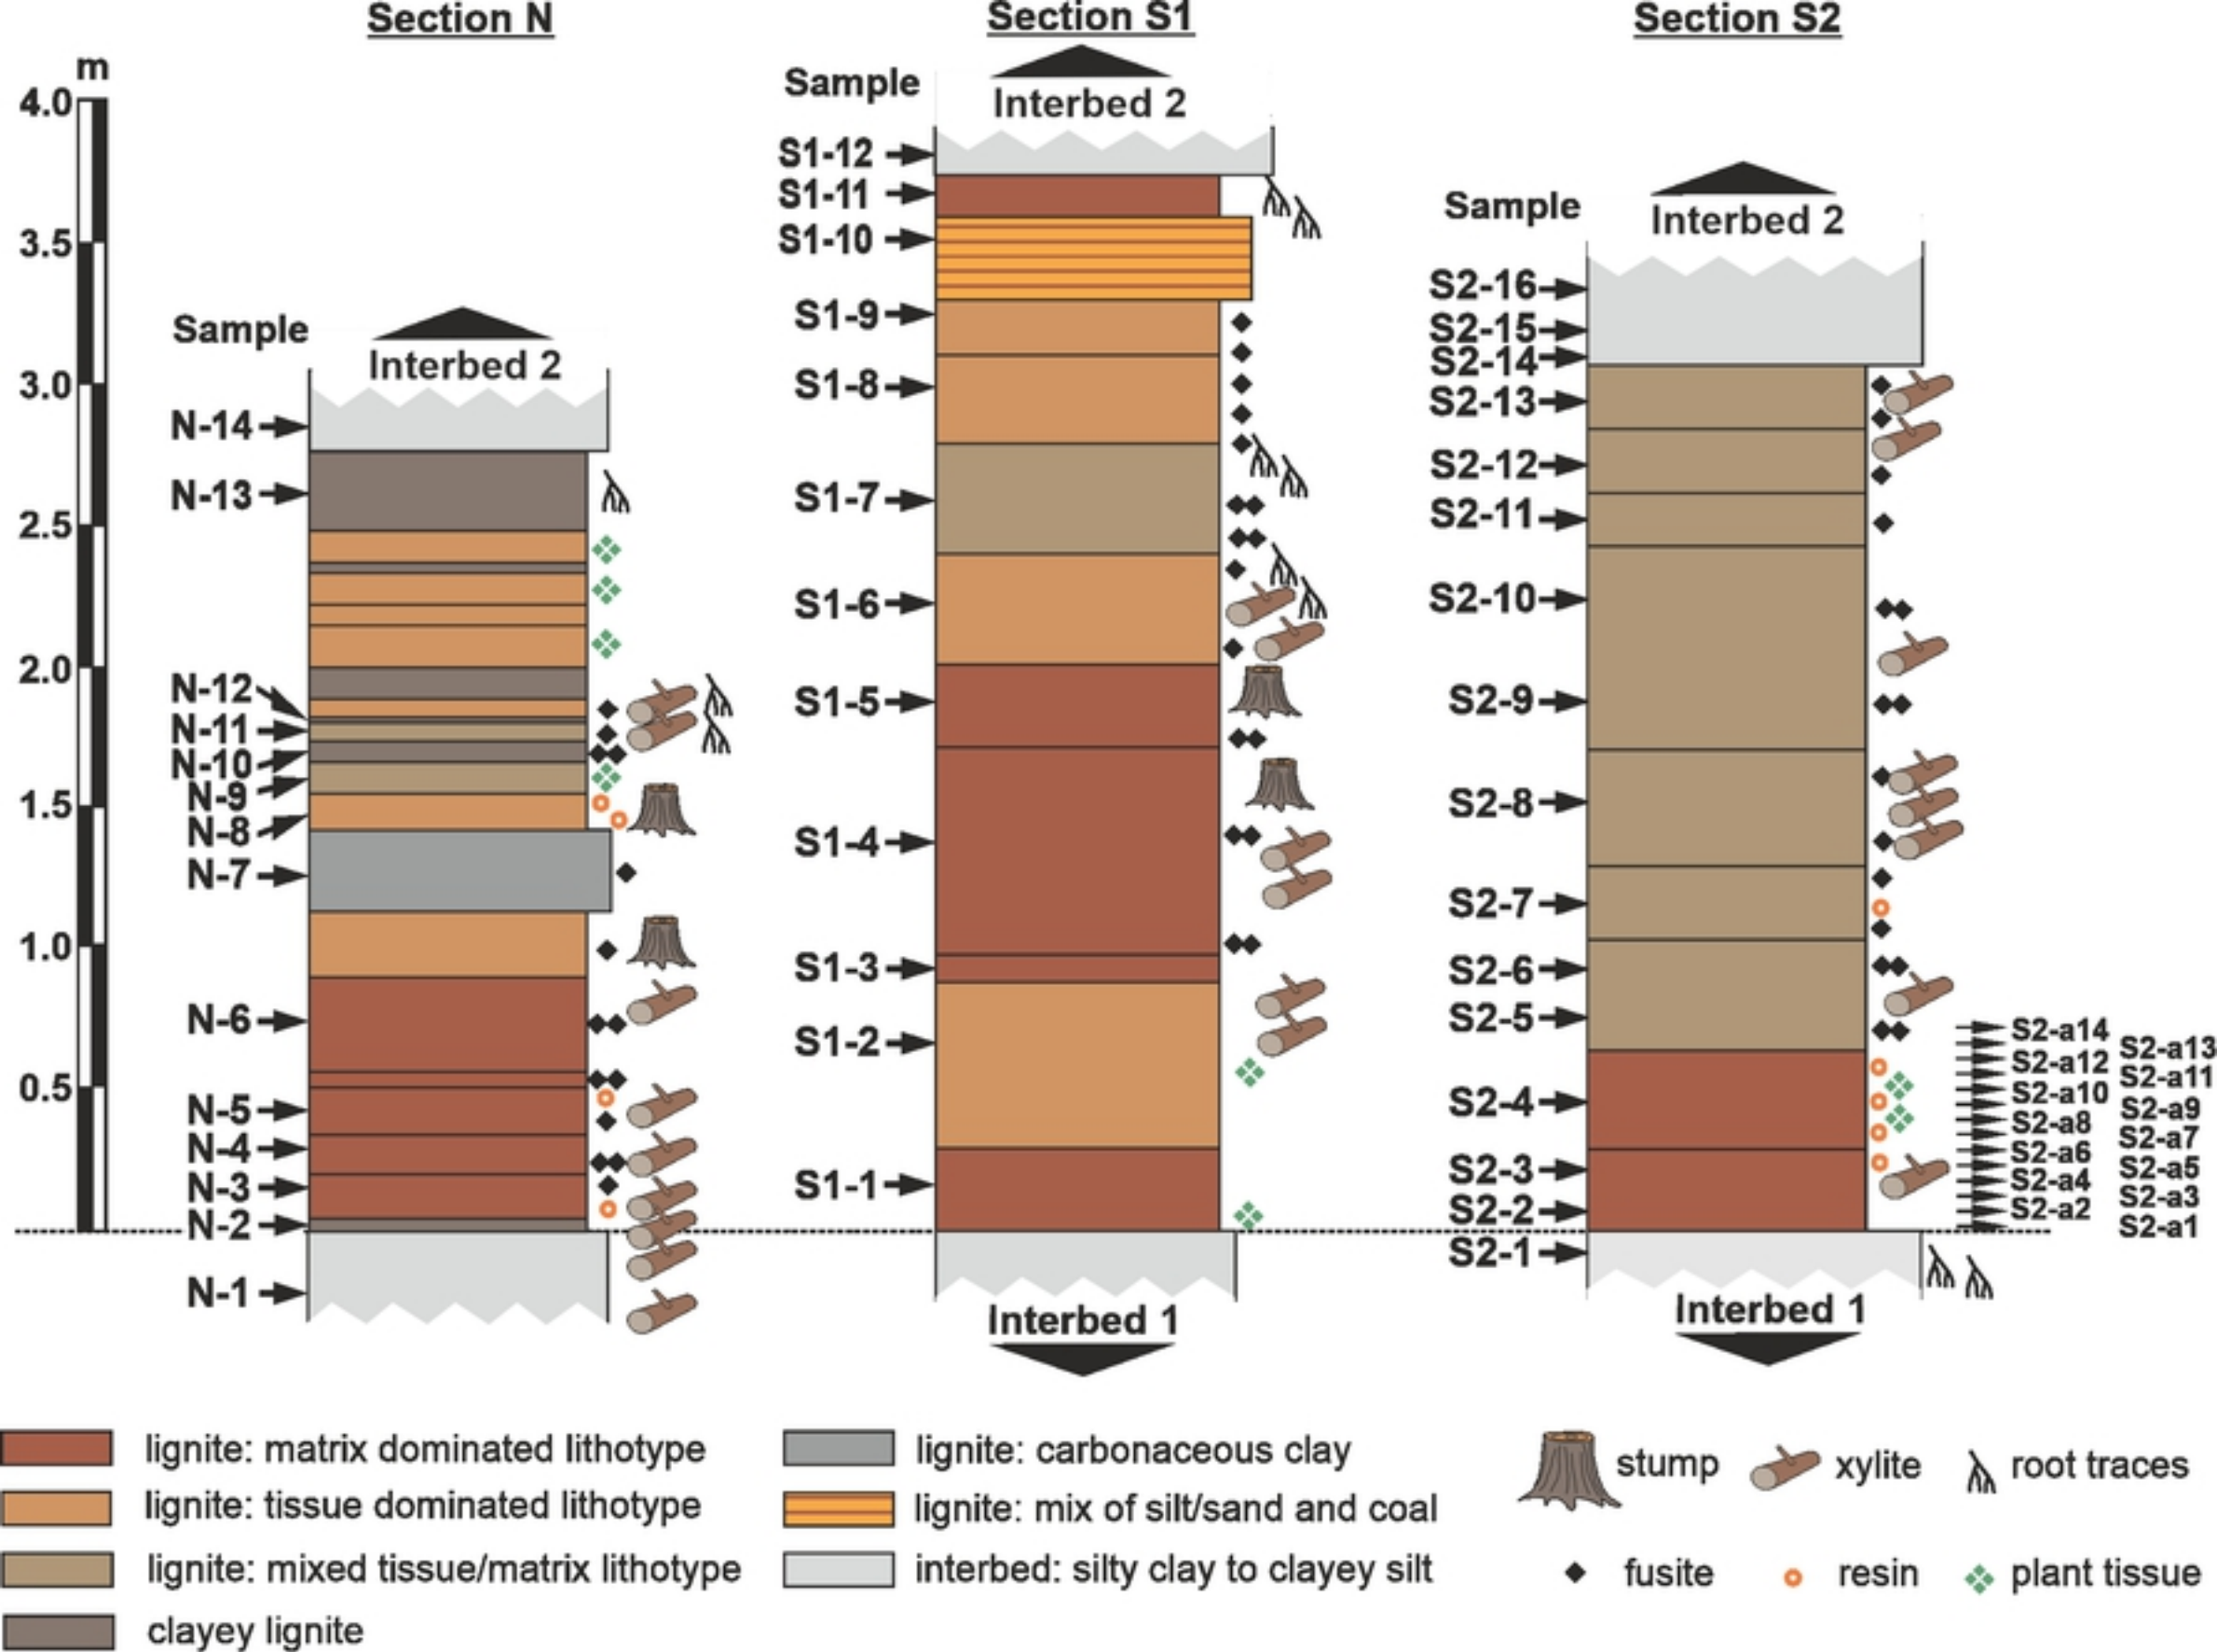 Section N
Section S1
Section S2
m
4.0
3.5
3.0
2.5
2.0
1.5
1.0
0.5
Sample
Interbed 2
N-14
N-13
N-12
N-11
N-10
N-9
N-8
N-7
N-6
N-5
N-4
N-3
N-2
N-1
Sample
Interbed 2
S1-12
S1-11
S1-10
S1-9
S1-8
S1-7
S1-6
S1-5
S1-4
S1-3
S1-2
S1-1
Interbed 1
Sample
Interbed 2
S2-16
S2-15
S2-14
S2-13
S2-12
S2-11
S2-10
S2-9
S2-8
S2-7
S2-6
S2-5
S2-4
S2-3
S2-2
S2-1
Interbed 1
S2-a14
S2-a13
S2-a12
S2-a11
S2-a10
S2-a9
S2-a8
S2-a7
S2-a6
S2-a5
S2-a4
S2-a3
S2-a2
S2-a1
lignite: matrix dominated lithotype
lignite: tissue dominated lithotype
lignite: mixed tissue/matrix lithotype
clayey lignite
lignite: carbonaceous clay
lignite: mix of silt/sand and coal
interbed: silty clay to clayey silt
stump
xylite
root traces
fusite
resin
plant tissue